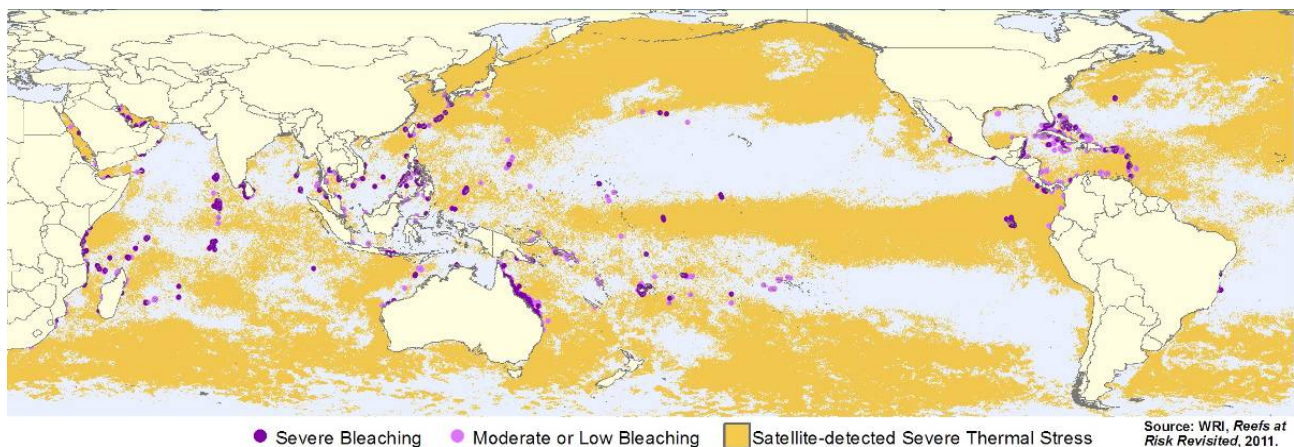 Severe Bleaching
Moderate or Low Bleaching
Satellite-detected Severe Thermal Stress
Source: WRI, Reefs at
Risk Revisited, 2011.